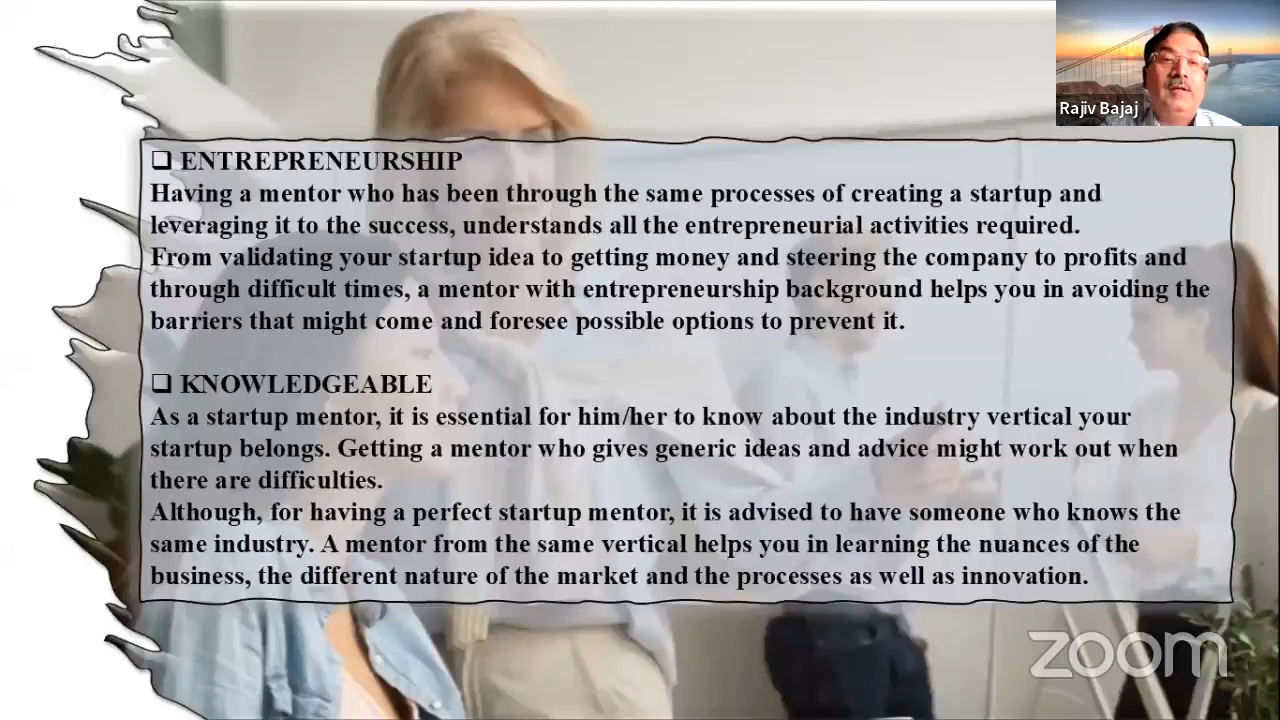 Rajiv Bajaj
❑ ENTREPRENEURSHIP
Having a mentor who has been through the same processes of creating a startup and
leveraging it to the success, understands all the entrepreneurial activities required.
From validating your startup idea to getting money and steering the company to profits and
through difficult times, a mentor with entrepreneurship background helps you in avoiding the
barriers that might come and foresee possible options to prevent it.
❑ KNOWLEDGEABLE
As a startup mentor, it is essential for him/her to know about the industry vertical your
startup belongs. Getting a mentor who gives generic ideas and advice might work out when
there are difficulties.
Although, for having a perfect startup mentor, it is advised to have someone who knows the
same industry. A mentor from the same vertical helps you in learning the nuances of the
business, the different nature of the market and the processes as well as innovation.
zoom